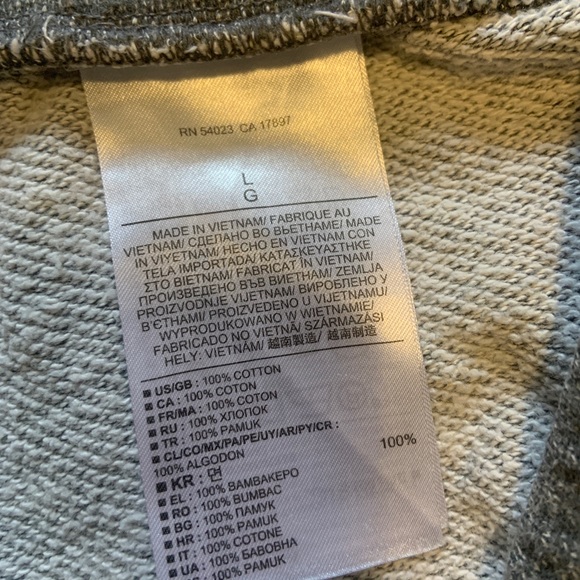 RN 54023 CA 17897
L
G
MADE IN VIETNAM/ FABRIQUE AU
VIETNAM/ СДЕЛАНО ВО ВЬЕТНАМЕ/ MADE
IN VIYETNAM/ HECHO EN VIETNAM CON
TELA IMPORTADA/ ΚΑΤΑΣΚΕΥΑΣΤΗΚΕ
ΣΤΟ ΒΙΕΤΝΑΜ/ FABRICAT ÎN VIETNAM/
ПРОИЗВЕДЕНО ВЪВ ВИЕТНАМ/ ZEMLJA
PROIZVODNJE VIJETNAM/ ВИРОБЛЕНО У
В'ЄТНАМІ/ PROIZVEDENO U VIJETNAMU/
WYPRODUKOWANO W WIETNAMIE/
FABRICADO NO VIETNÃ/ SZÁRMAZÁSI
HELY: VIETNÁM/ 越南製造/ 越南制造
US/GB : 100% COTTON
CA : 100% COTON
FR/MA : 100% COTON
RU : 100% ХЛОПОК
TR : 100% PAMUK
CL/CO/MX/PA/PE/UY/AR/PY/CR :
100% ALGODON
KR : 면 100%
EL : 100% ΒΑΜΒΑΚΕΡΟ
RO : 100% BUMBAC
BG : 100% ПАМУК
HR : 100% PAMUK
IT : 100% COTONE
UA : 100% БАВОВНА